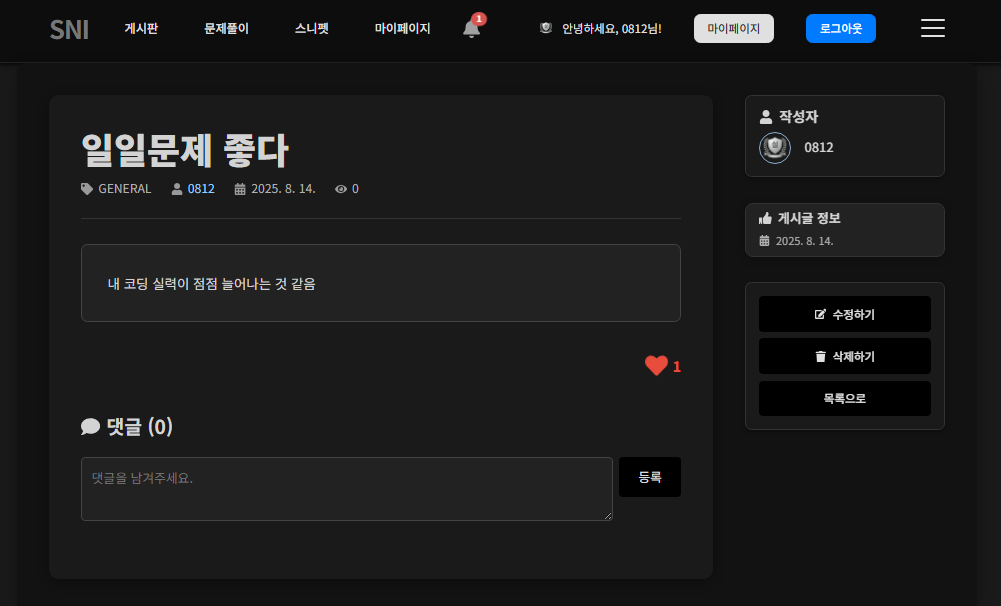 SNI 게시판 문제풀이 스니펫 마이페이지 1 안녕하세요, 0812님! 마이페이지 로그아웃
일일문제 좋다
GENERAL 0812 2025. 8. 14. 0
내 코딩 실력이 점점 늘어나는 것 같음
1
댓글 (0)
댓글을 남겨주세요.
등록
작성자
0812
게시글 정보
2025. 8. 14.
수정하기
삭제하기
목록으로